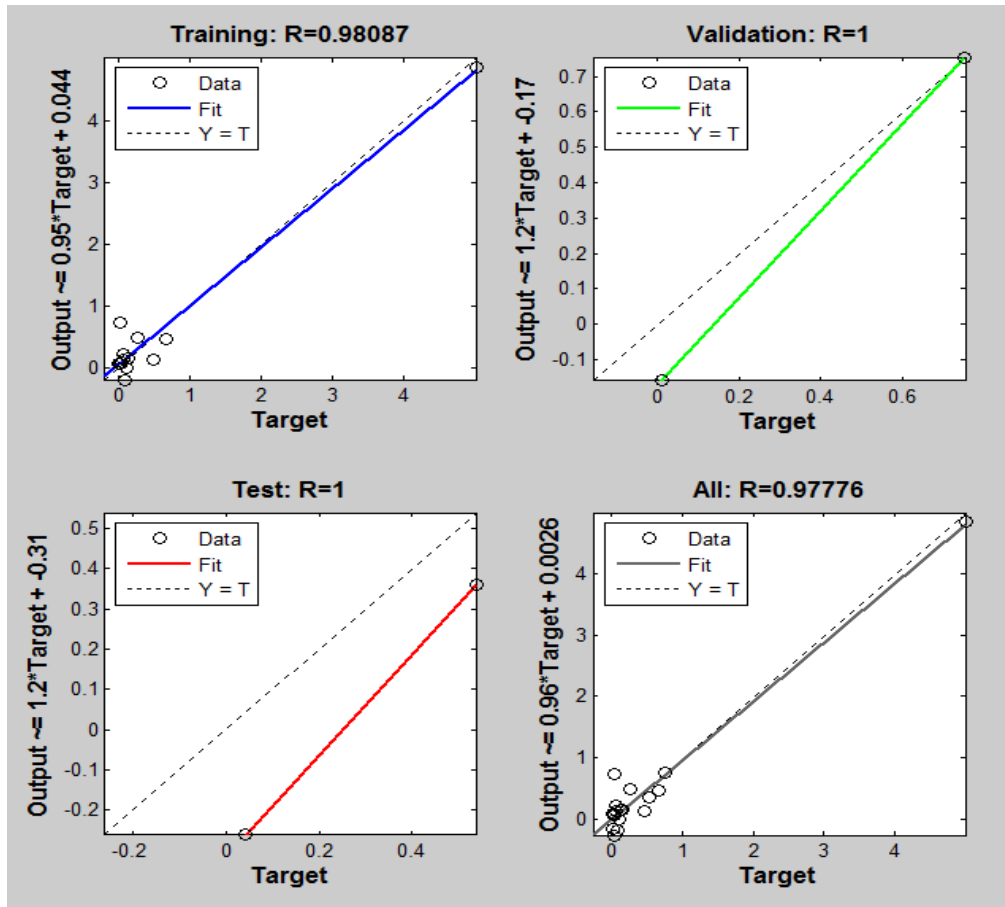 Training: R=0.98087
Output ~= 0.95*Target + 0.044
Data
Fit
Y = T
4
3
2
1
0
0
1
2
3
4
Target
Validation: R=1
Output ~= 1.2*Target + -0.17
Data
Fit
Y = T
0.7
0.6
0.5
0.4
0.3
0.2
0.1
0
-0.1
0
0.2
0.4
0.6
Target
Test: R=1
Output ~= 1.2*Target + -0.31
Data
Fit
Y = T
0.5
0.4
0.3
0.2
0.1
0
-0.1
-0.2
-0.2
0
0.2
0.4
Target
All: R=0.97776
Output ~= 0.96*Target + 0.0026
Data
Fit
Y = T
4
3
2
1
0
0
1
2
3
4
Target